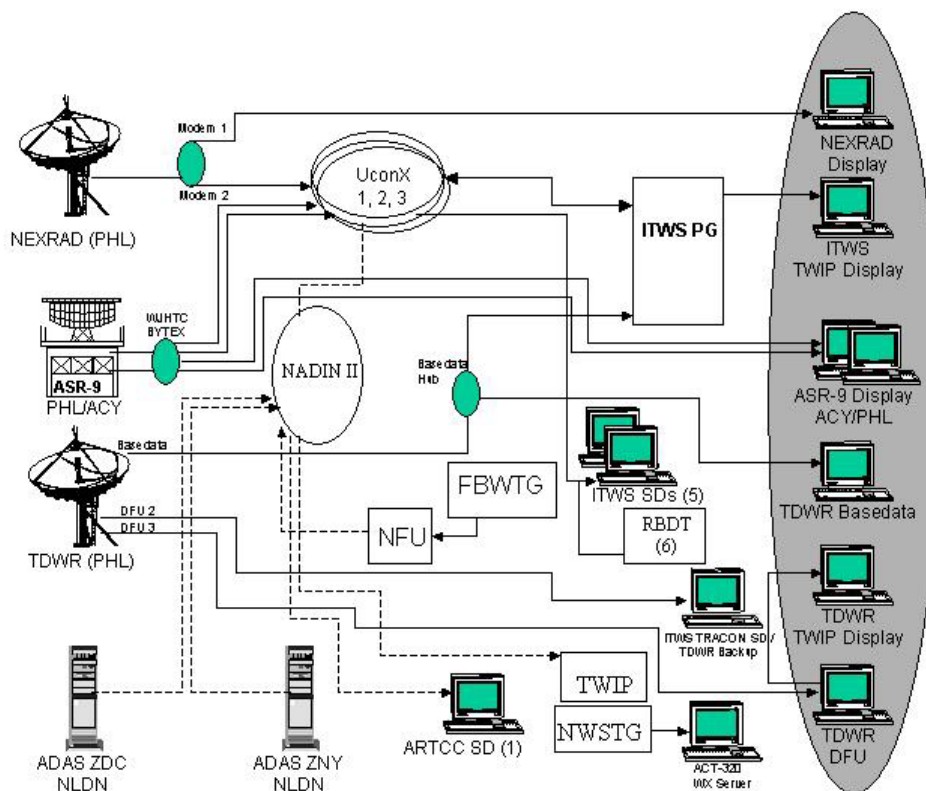 Modem 1
UconX
1, 2, 3
NEXRAD
Display
Modem 2
ITWS PG
NEXRAD (PHL)
ITWS
TWIP Display
WUHTC
BYTEX
NADIN II
Basedata
Hub
ASR-9
PHL/ACY
ASR-9 Display
ACY/PHL
Basedata
FBWTG
ITWS SDs (5)
TDWR Basedata
DFU 2
DFU 3
NFU
RBDT
(6)
TDWR (PHL)
TDWR
TWIP Display
ITWS TRACON SD /
TDWR Backup
TWIP
NWSTG
ADAS ZDC
NLDN
ADAS ZNY
NLDN
ARTCC SD (1)
ACT-320
WX Server
TDWR
DFU